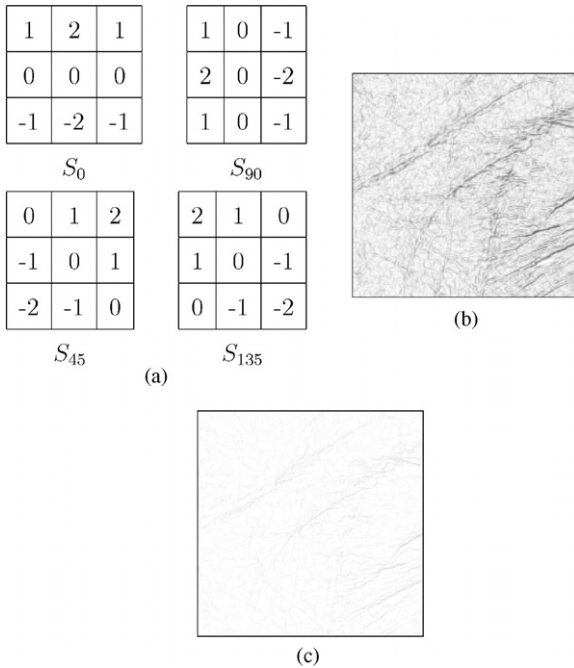 1 2 1
0 0 0
-1 -2 -1
S0
1 0 -1
2 0 -2
1 0 -1
S90
0 1 2
-1 0 1
-2 -1 0
S45
2 1 0
1 0 -1
0 -1 -2
S135
(a)
(b)
(c)